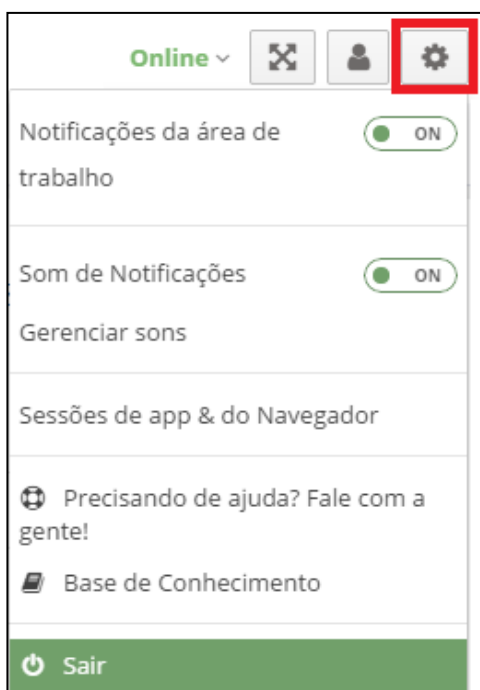 Online
Notificações da área de
trabalho
ON
Som de Notificações
ON
Gerenciar sons
Sessões de app & do Navegador
Precisando de ajuda? Fale com a
gente!
Base de Conhecimento
Sair